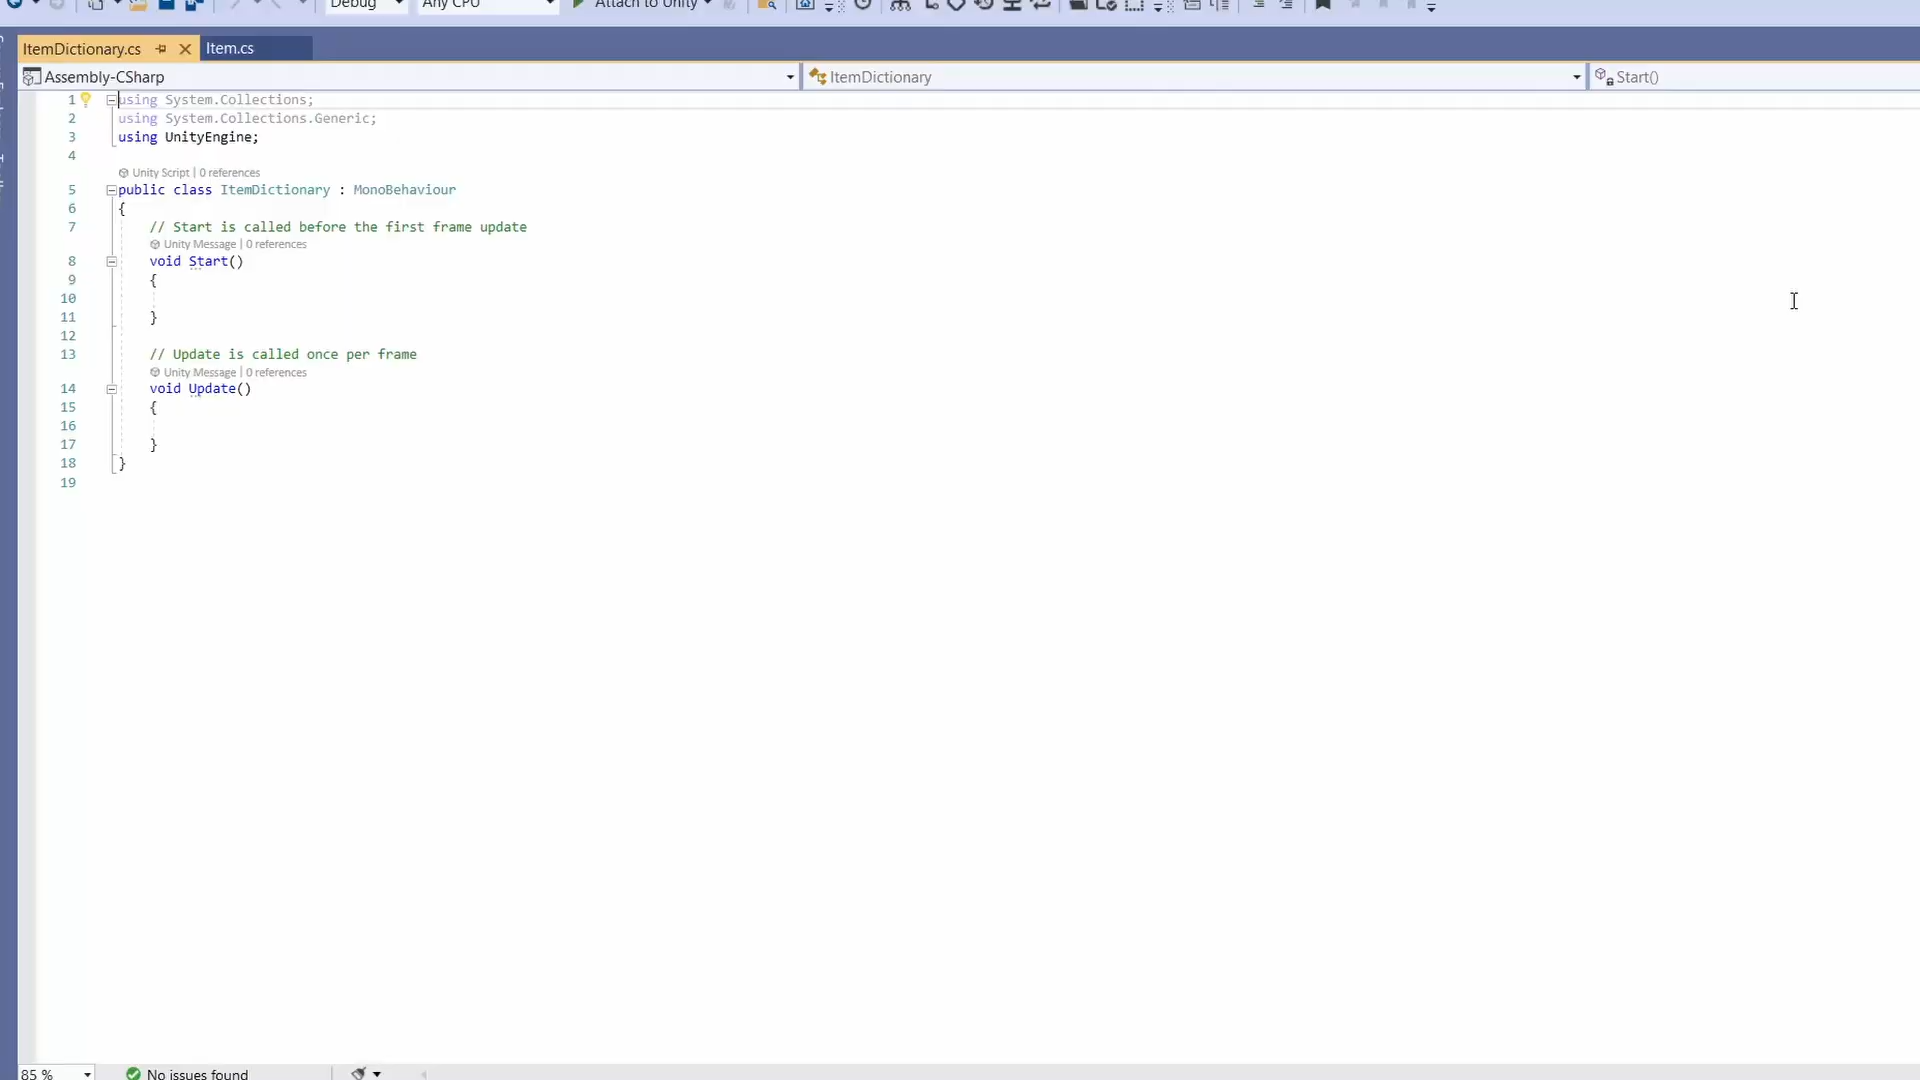 Debug Any CPU Attach to Unity
ItemDictionary.cs Item.cs
Assembly-CSharp ItemDictionary Start()
1 using System.Collections;
2 using System.Collections.Generic;
3 using UnityEngine;
4
Unity Script | 0 references
5 public class ItemDictionary : MonoBehaviour
6 {
7 // Start is called before the first frame update
Unity Message | 0 references
8 void Start()
9 {
10
11 }
12
13 // Update is called once per frame
Unity Message | 0 references
14 void Update()
15 {
16
17 }
18 }
19
85 % No issues found